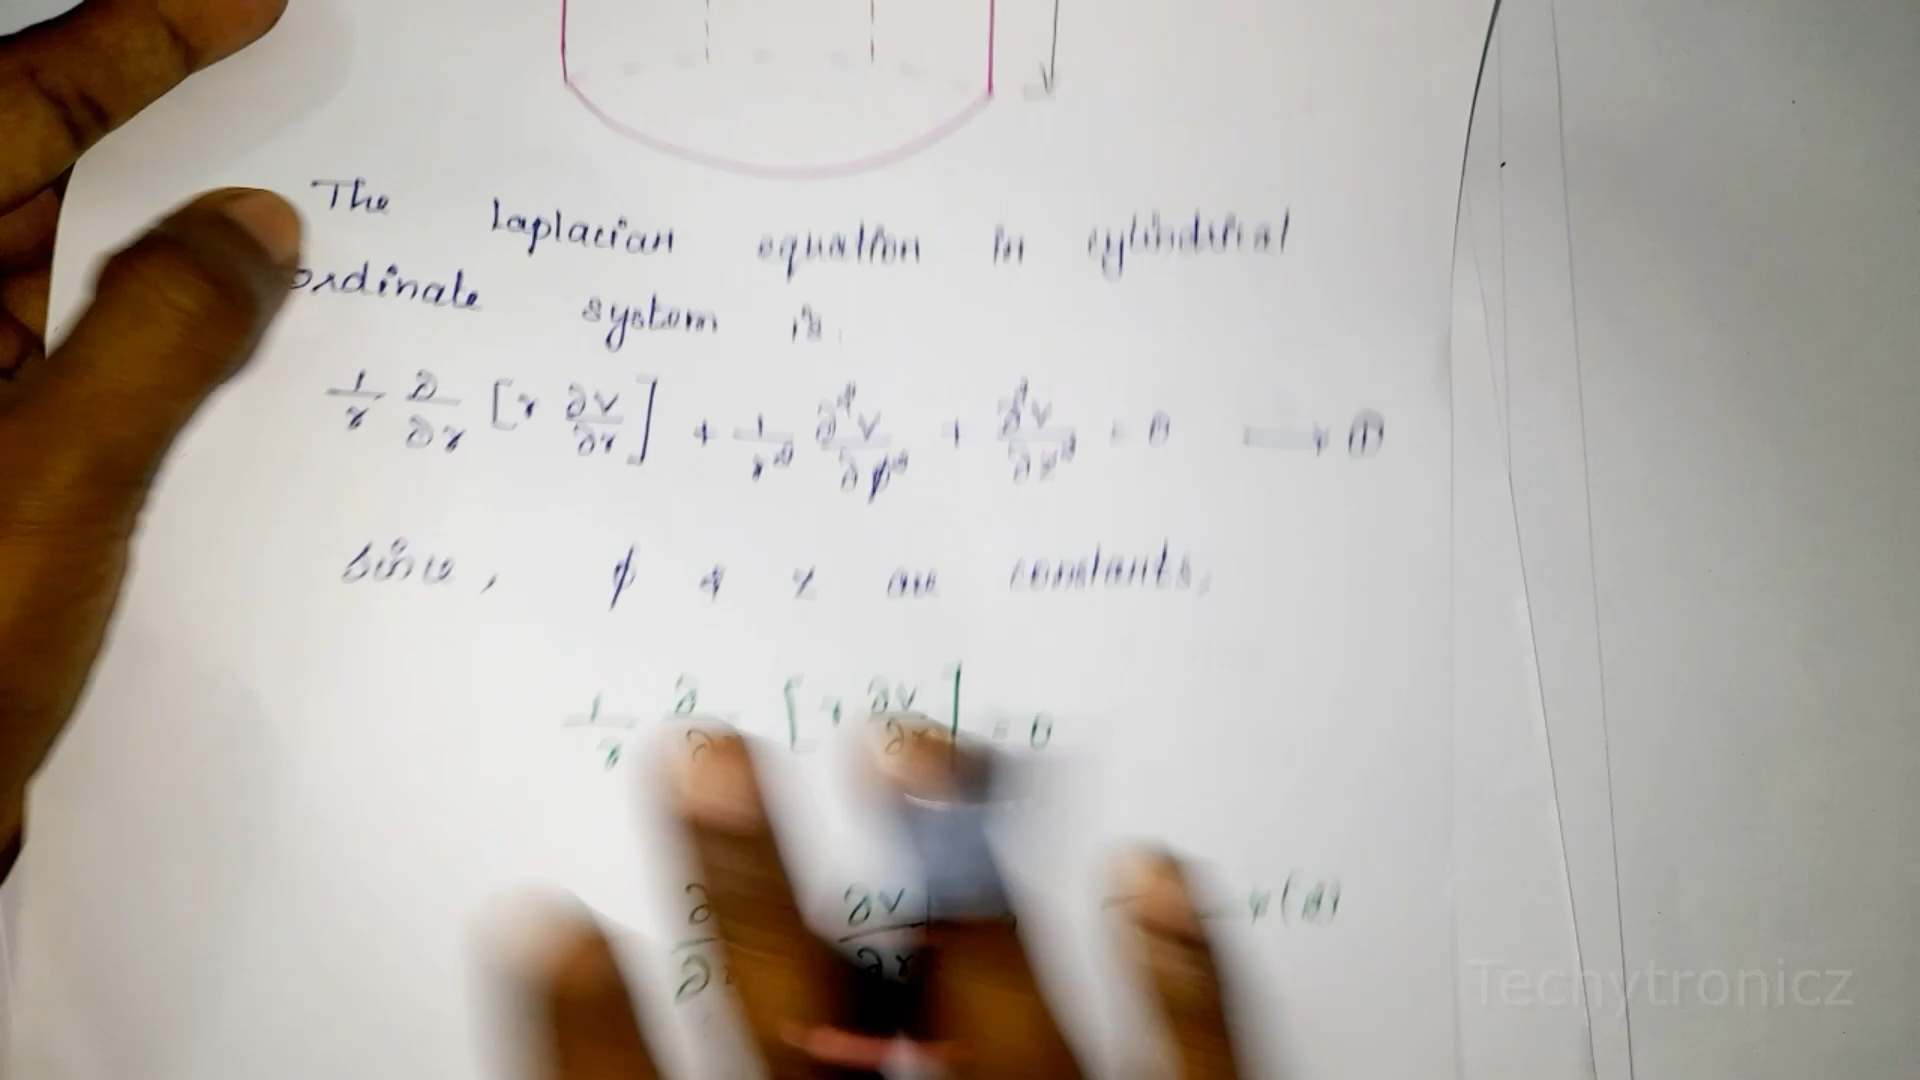 The Laplacian equation in cylindrical
ordinate system is
1/r ∂/∂r [r ∂V/∂r] + 1/r² ∂²V/∂φ² + ∂²V/∂z² = 0 → ①
Since, φ & z are constants,
1/r ∂/∂r [r ∂V/∂r] = 0
∂/∂ ∂V/∂r (2)
Techytronicz